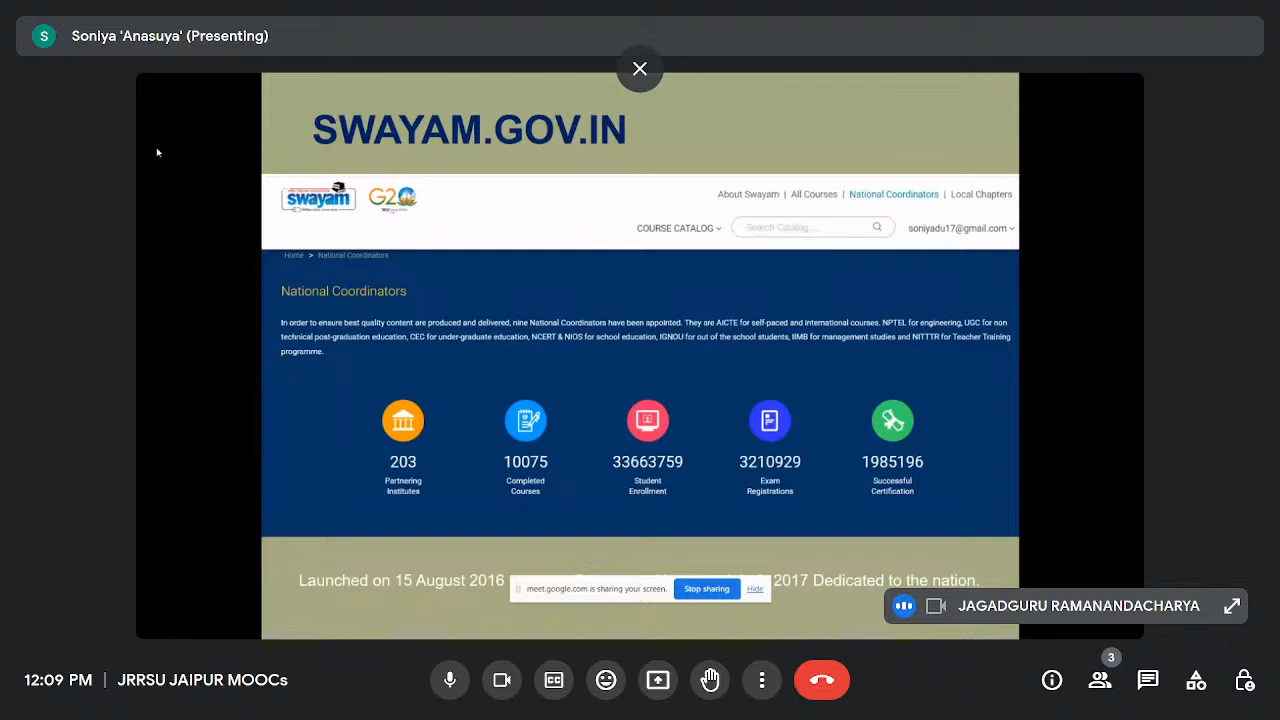 S
Soniya 'Anasuya' (Presenting)
SWAYAM.GOV.IN
swayam
G20
About Swayam | All Courses | National Coordinators | Local Chapters
COURSE CATALOG
Search Catalog ...
soniyadu17@gmail.com
Home > National Coordinators
National Coordinators
In order to ensure best quality content are produced and delivered, nine National Coordinators have been appointed. They are AICTE for self-paced and international courses. NPTEL for engineering, UGC for non
technical post-graduation education, CEC for under-graduate education, NCERT & NIOS for school education, IGNOU for out of the school students, IIMB for management studies and NITTTR for Teacher Training
programme.
203 10075 33663759 3210929 1985196
Partnering Completed Student Exam Successful
Institutes Courses Enrollment Registrations Certification
Launched on 15 August 2016 2017 Dedicated to the nation.
meet.google.com is sharing your screen. Stop sharing Hide
JAGADGURU RAMANANDACHARYA
3
12:09 PM | JRRSU JAIPUR MOOCs